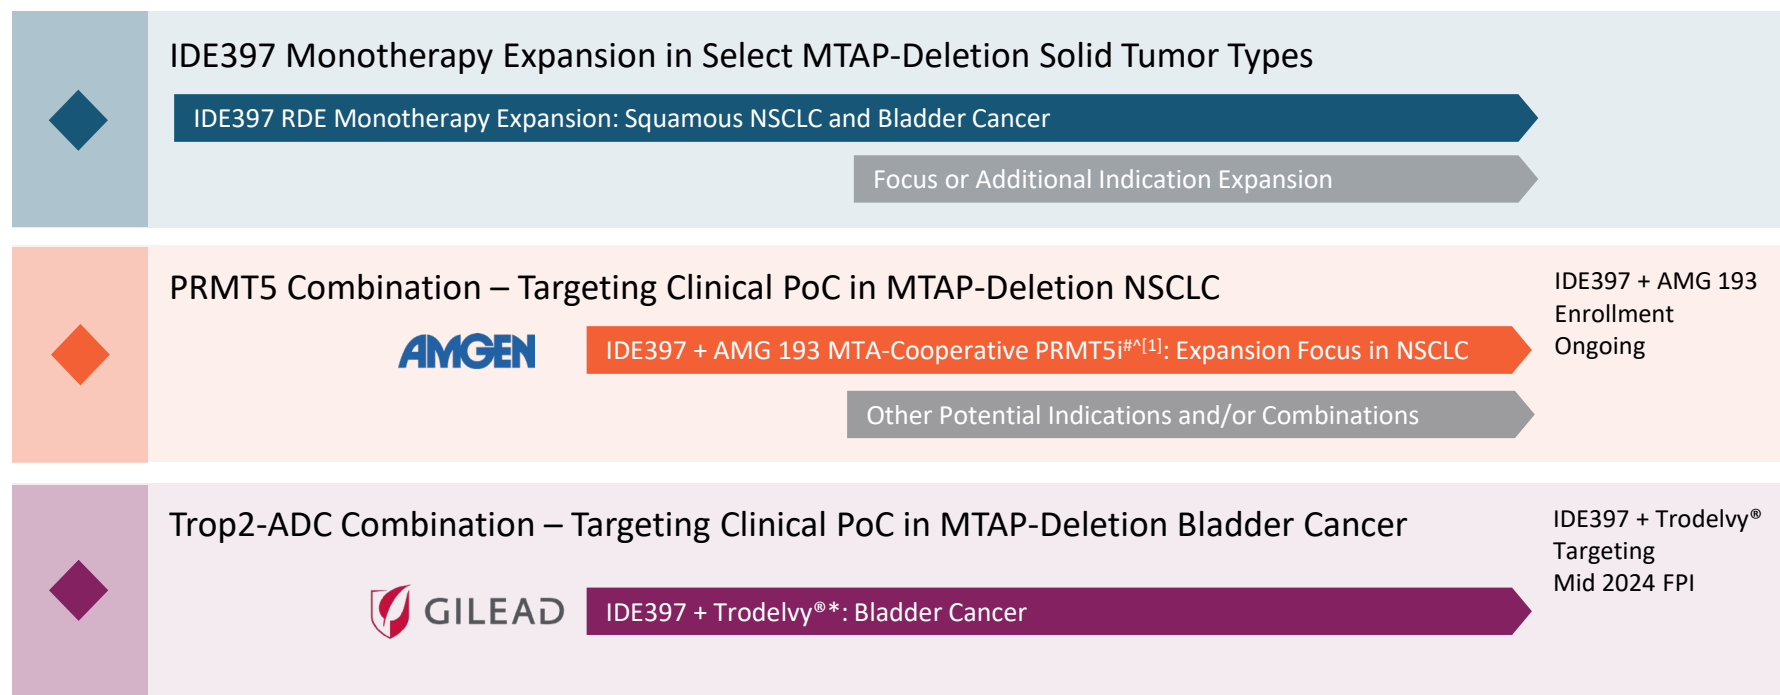 IDE397 Monotherapy Expansion in Select MTAP-Deletion Solid Tumor Types
IDE397 RDE Monotherapy Expansion: Squamous NSCLC and Bladder Cancer
Focus or Additional Indication Expansion
PRMT5 Combination – Targeting Clinical PoC in MTAP-Deletion NSCLC
AMGEN
IDE397 + AMG 193 MTA-Cooperative PRMT5i#^[1]: Expansion Focus in NSCLC
Other Potential Indications and/or Combinations
IDE397 + AMG 193
Enrollment
Ongoing
Trop2-ADC Combination – Targeting Clinical PoC in MTAP-Deletion Bladder Cancer
GILEAD
IDE397 + Trodelvy®*: Bladder Cancer
IDE397 + Trodelvy®
Targeting
Mid 2024 FPI